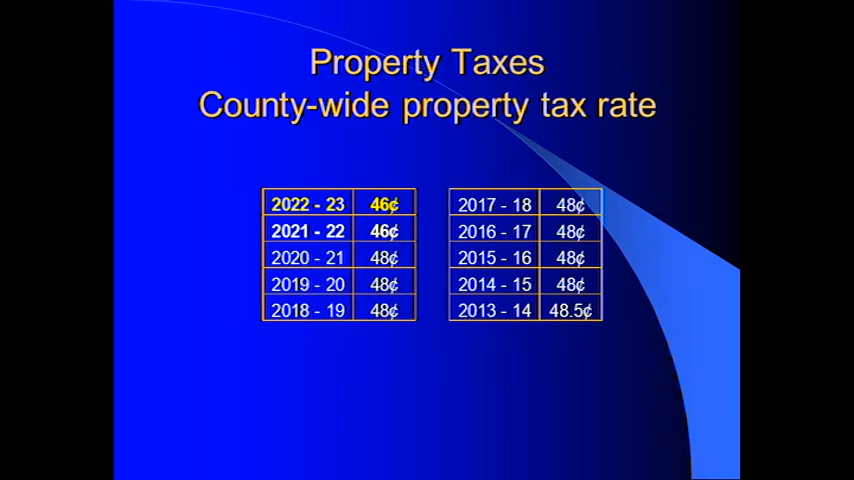 Property Taxes
County-wide property tax rate
2022 - 23 46¢
2021 - 22 46¢
2020 - 21 48¢
2019 - 20 48¢
2018 - 19 48¢
2017 - 18 48¢
2016 - 17 48¢
2015 - 16 48¢
2014 - 15 48¢
2013 - 14 48.5¢